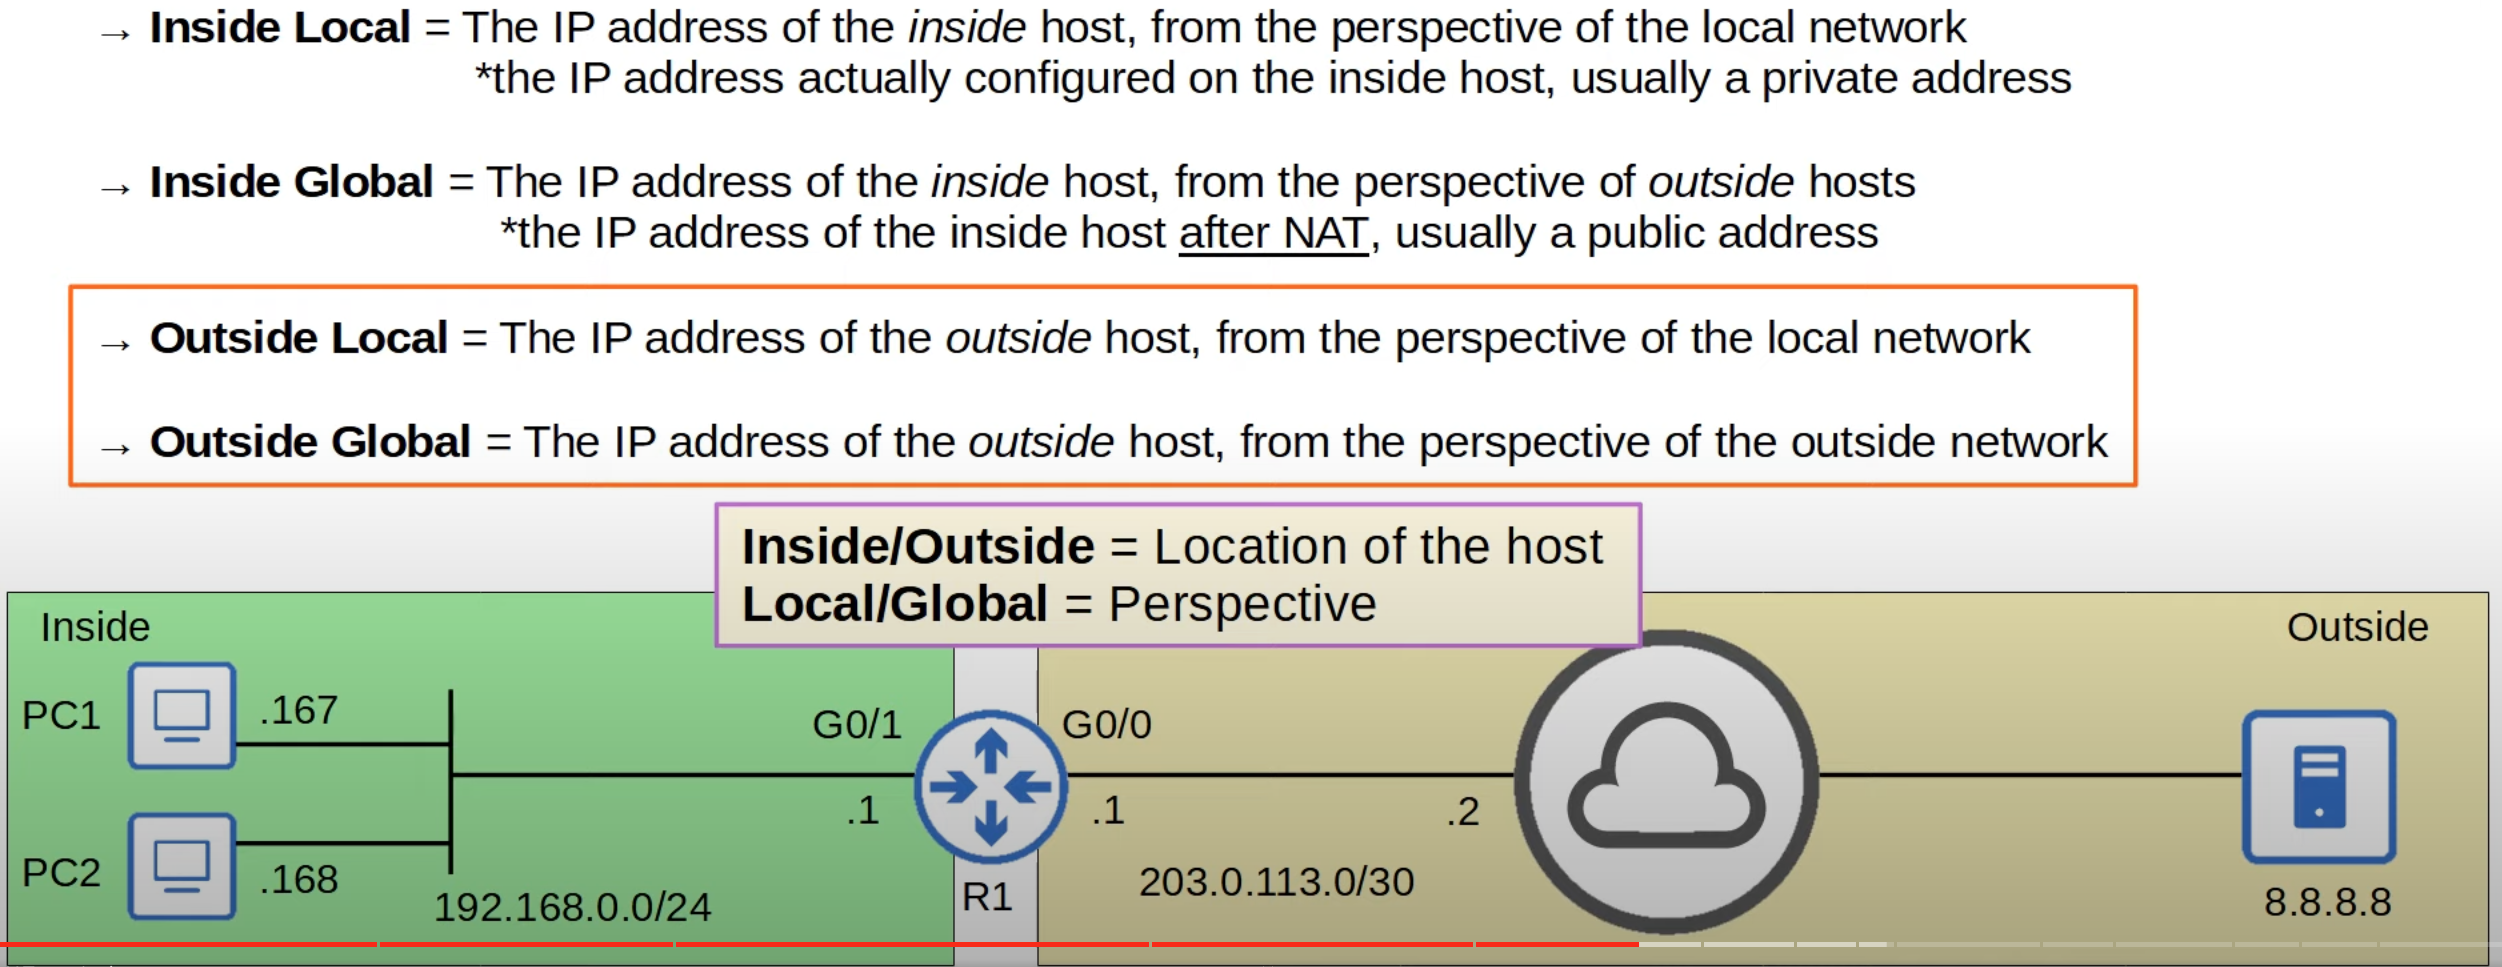 → Inside Local = The IP address of the inside host, from the perspective of the local network
*the IP address actually configured on the inside host, usually a private address
→ Inside Global = The IP address of the inside host, from the perspective of outside hosts
*the IP address of the inside host after NAT, usually a public address
→ Outside Local = The IP address of the outside host, from the perspective of the local network
→ Outside Global = The IP address of the outside host, from the perspective of the outside network
Inside/Outside = Location of the host
Local/Global = Perspective
Inside
Outside
PC1
.167
G0/1
G0/0
.1
.1
.2
PC2
.168
192.168.0.0/24
R1
203.0.113.0/30
8.8.8.8